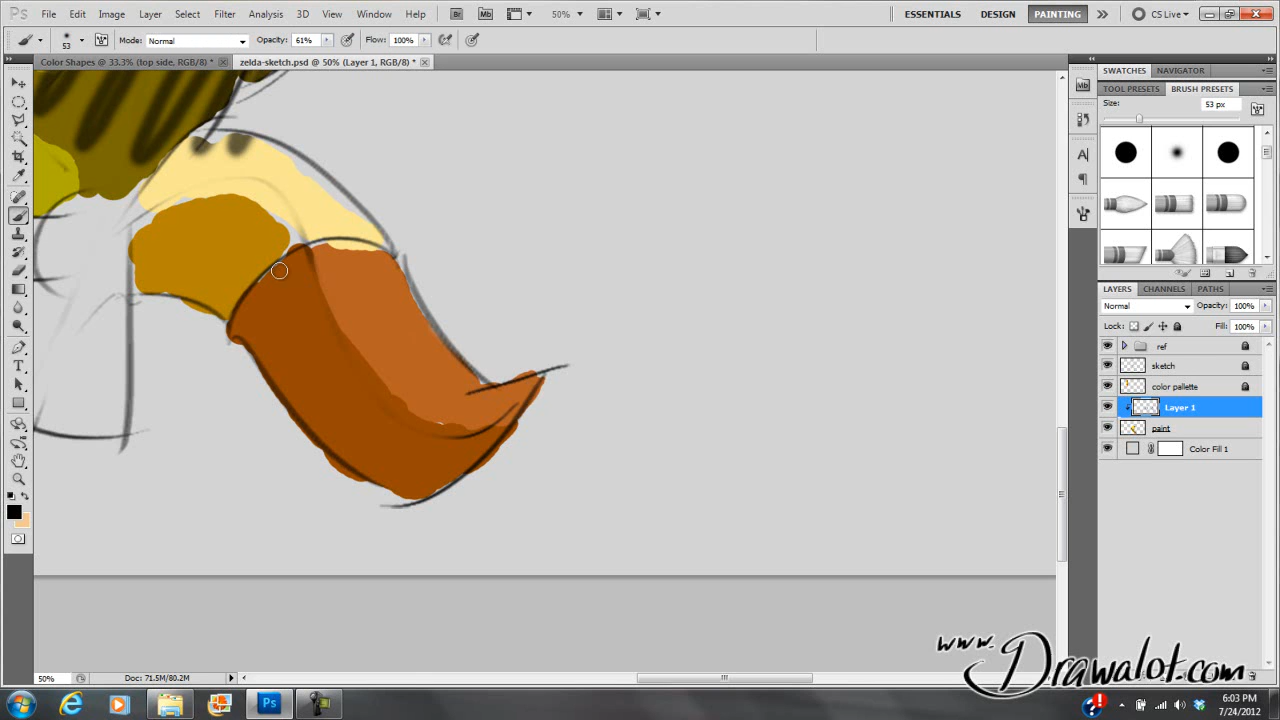 Ps File Edit Image Layer Select Filter Analysis 3D View Window Help Br Mb 50% ESSENTIALS DESIGN PAINTING CS Live
53 Mode: Normal Opacity: 61% Flow: 100%
Color Shapes @ 33.3% (top side, RGB/8) * zelda-sketch.psd @ 50% (Layer 1, RGB/8) *
SWATCHES NAVIGATOR
TOOL PRESETS BRUSH PRESETS
Size: 53 px
LAYERS CHANNELS PATHS
Normal Opacity: 100%
Lock: Fill: 100%
ref
sketch
color pallette
Layer 1
paint
Color Fill 1
www.Drawalot.com
50% Doc: 71.5M/80.2M
Ps
6:03 PM
7/24/2012